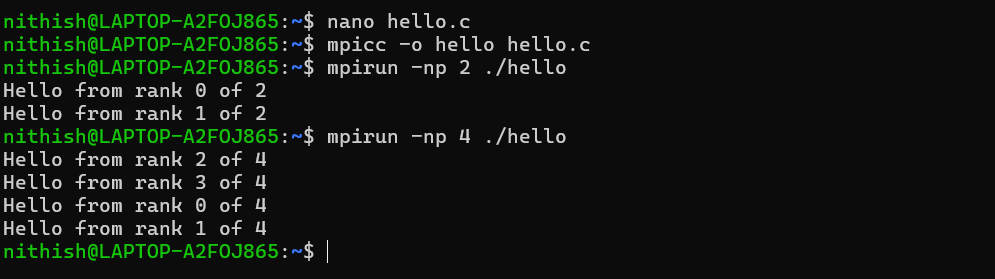 nithish@LAPTOP-A2FOJ865:~$ nano hello.c
nithish@LAPTOP-A2FOJ865:~$ mpicc -o hello hello.c
nithish@LAPTOP-A2FOJ865:~$ mpirun -np 2 ./hello
Hello from rank 0 of 2
Hello from rank 1 of 2
nithish@LAPTOP-A2FOJ865:~$ mpirun -np 4 ./hello
Hello from rank 2 of 4
Hello from rank 3 of 4
Hello from rank 0 of 4
Hello from rank 1 of 4
nithish@LAPTOP-A2FOJ865:~$